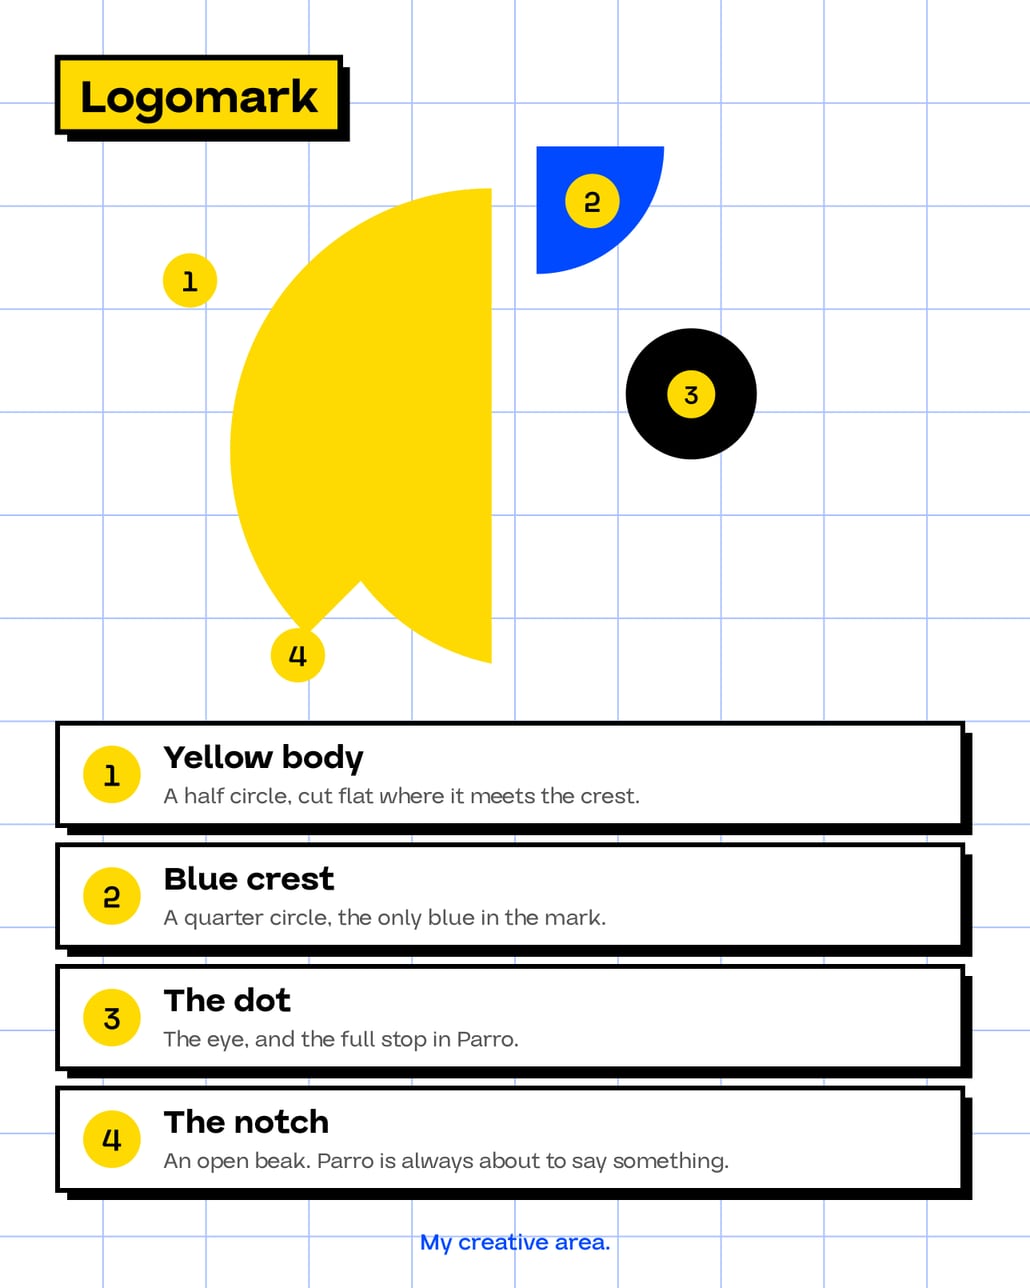 Logomark
2
1
3
4
1
Yellow body
A half circle, cut flat where it meets the crest.
2
Blue crest
A quarter circle, the only blue in the mark.
3
The dot
The eye, and the full stop in Parro.
4
The notch
An open beak. Parro is always about to say something.
My creative area.